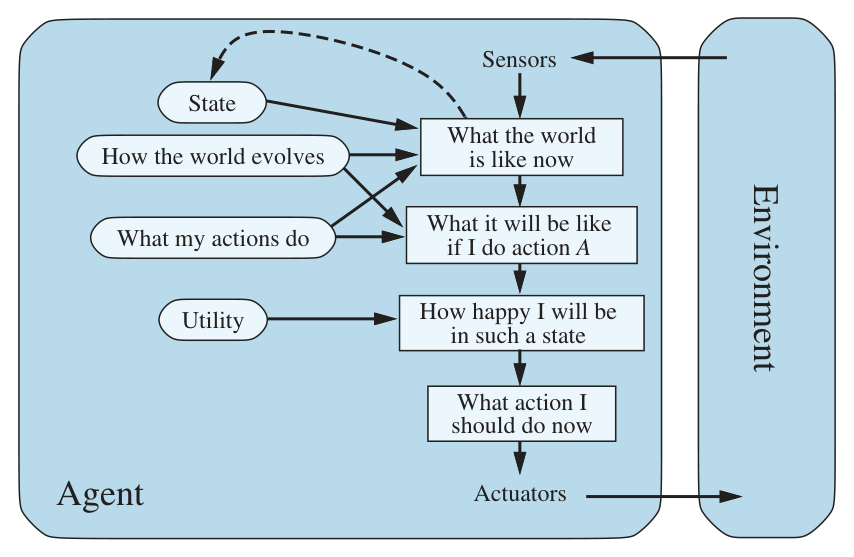 Sensors
State
What the world
is like now
How the world evolves
What my actions do
What it will be like
if I do action A
Utility
How happy I will be
in such a state
What action I
should do now
Agent
Actuators
Environment